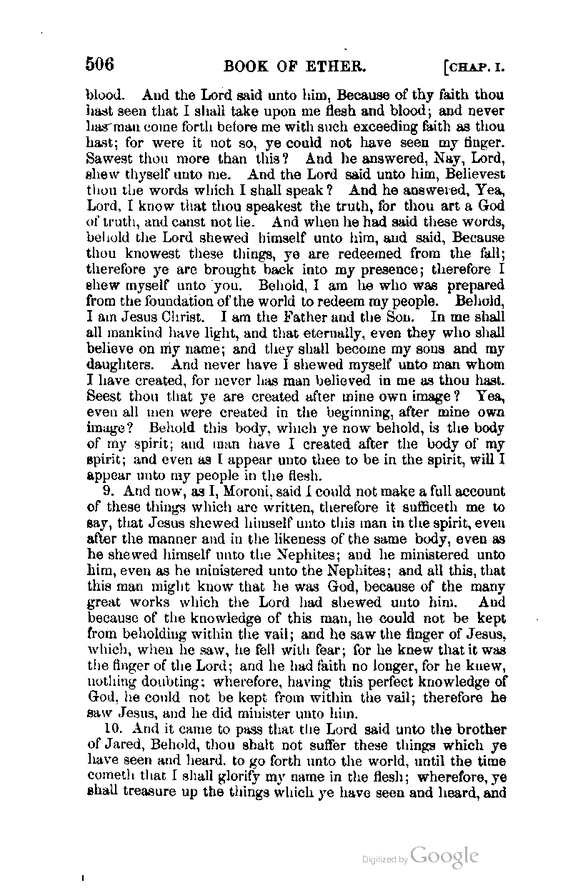 506 BOOK OF ETHER. [CHAP. I.
blood. And the Lord said unto him, Because of thy faith thou
hast seen that I shall take upon me flesh and blood; and never
has man come forth before me with such exceeding faith as thou
hast; for were it not so, ye could not have seen my finger.
Sawest thou more than this? And he answered, Nay, Lord,
shew thyself unto me. And the Lord said unto him, Believest
thou the words which I shall speak? And he answered, Yea,
Lord, I know that thou speakest the truth, for thou art a God
of truth, and canst not lie. And when he had said these words,
behold the Lord shewed himself unto him, and said, Because
thou knowest these things, ye are redeemed from the fall;
therefore ye are brought back into my presence; therefore I
shew myself unto you. Behold, I am he who was prepared
from the foundation of the world to redeem my people. Behold,
I am Jesus Christ. I am the Father and the Son. In me shall
all mankind have light, and that eternally, even they who shall
believe on my name; and they shall become my sons and my
daughters. And never have I shewed myself unto man whom
I have created, for never has man believed in me as thou hast.
Seest thou that ye are created after mine own image? Yea,
even all men were created in the beginning, after mine own
image? Behold this body, which ye now behold, is the body
of my spirit; and man have I created after the body of my
spirit; and even as I appear unto thee to be in the spirit, will I
appear unto my people in the flesh.
9. And now, as I, Moroni, said I could not make a full account
of these things which are written, therefore it sufficeth me to
say, that Jesus shewed himself unto this man in the spirit, even
after the manner and in the likeness of the same body, even as
he shewed himself unto the Nephites; and he ministered unto
him, even as he ministered unto the Nephites; and all this, that
this man might know that he was God, because of the many
great works which the Lord had shewed unto him. And
because of the knowledge of this man, he could not be kept
from beholding within the vail; and he saw the finger of Jesus,
which, when he saw, he fell with fear; for he knew that it was
the finger of the Lord; and he had faith no longer, for he knew,
nothing doubting; wherefore, having this perfect knowledge of
God, he could not be kept from within the vail; therefore he
saw Jesus, and he did minister unto him.
10. And it came to pass that the Lord said unto the brother
of Jared, Behold, thou shalt not suffer these things which ye
have seen and heard, to go forth unto the world, until the time
cometh that I shall glorify my name in the flesh; wherefore, ye
shall treasure up the things which ye have seen and heard, and
Digitized by Google